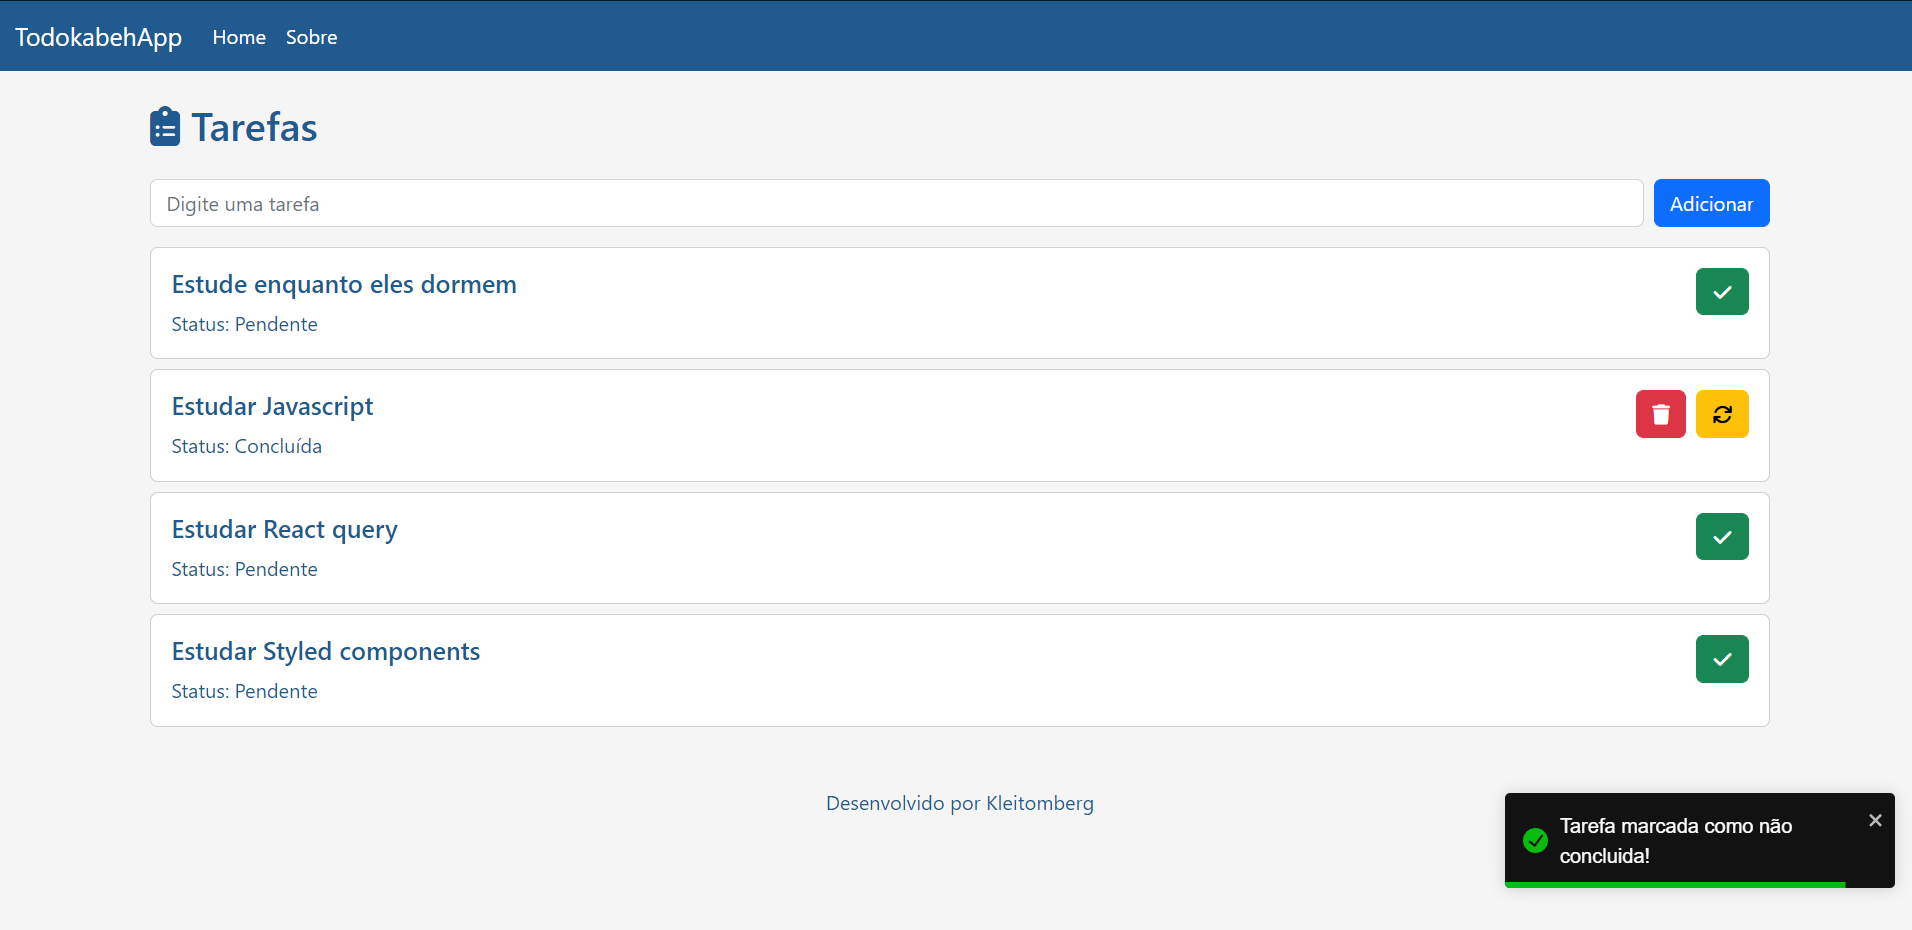 TodokabehApp Home Sobre
Tarefas
Digite uma tarefa Adicionar
Estude enquanto eles dormem
Status: Pendente
Estudar Javascript
Status: Concluída
Estudar React query
Status: Pendente
Estudar Styled components
Status: Pendente
Desenvolvido por Kleitomberg
Tarefa marcada como não
concluida!